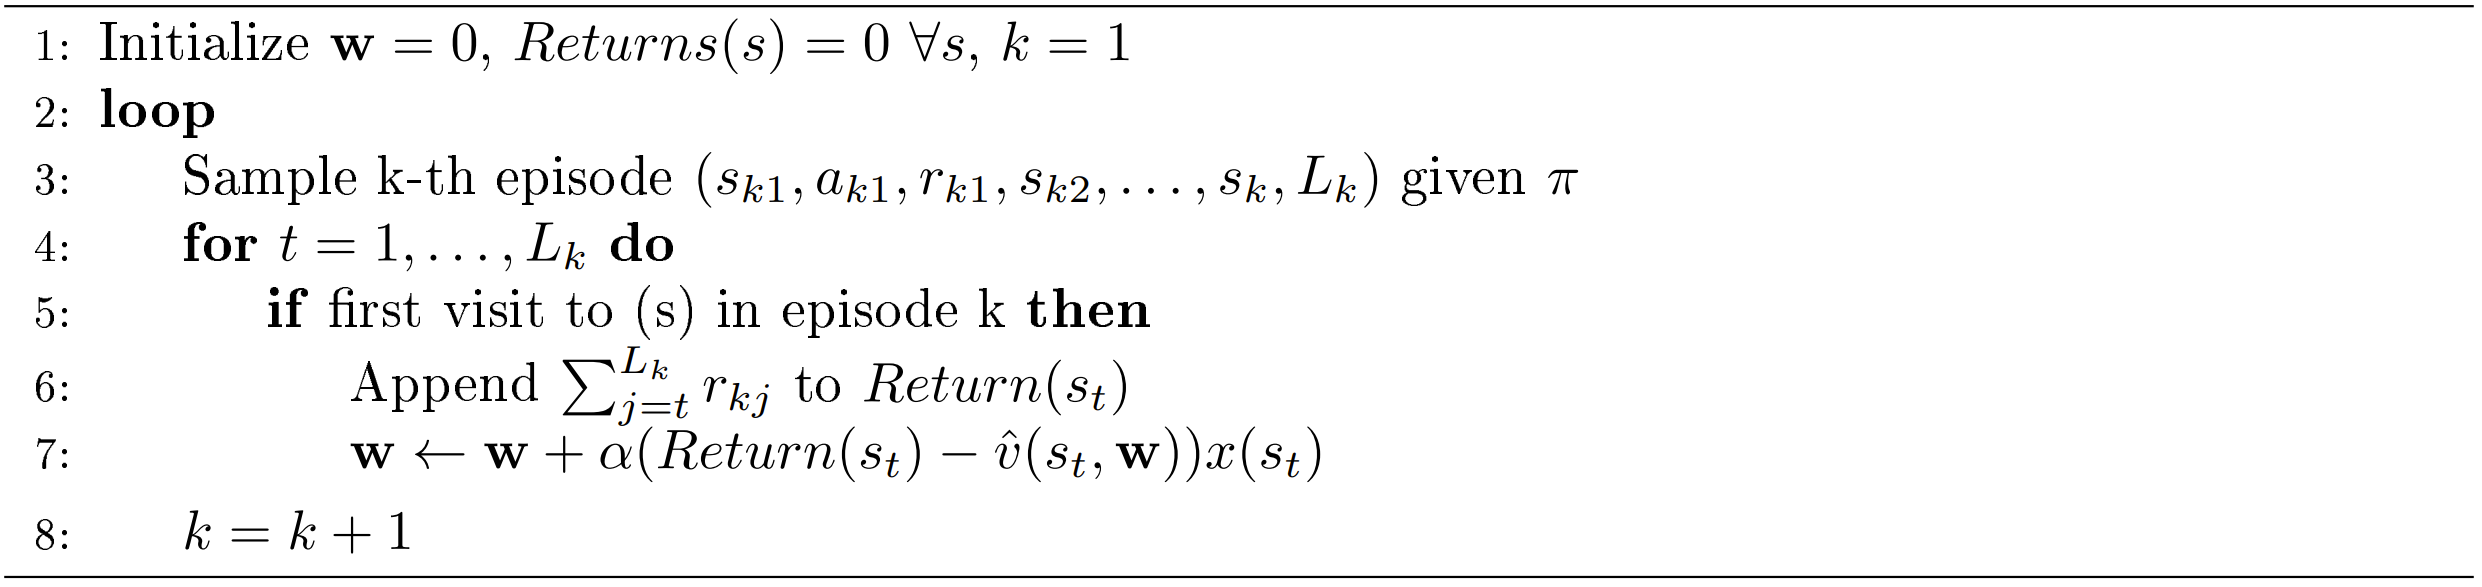 1: Initialize w = 0, Returns(s) = 0 ∀s, k = 1
2: loop
3: Sample k-th episode (s_{k1}, a_{k1}, r_{k1}, s_{k2}, . . . , s_k, L_k) given π
4: for t = 1, . . . , L_k do
5: if first visit to (s) in episode k then
6: Append ∑_{j=t}^{L_k} r_{kj} to Return(s_t)
7: w ← w + α(Return(s_t) − v̂(s_t, w))x(s_t)
8: k = k + 1